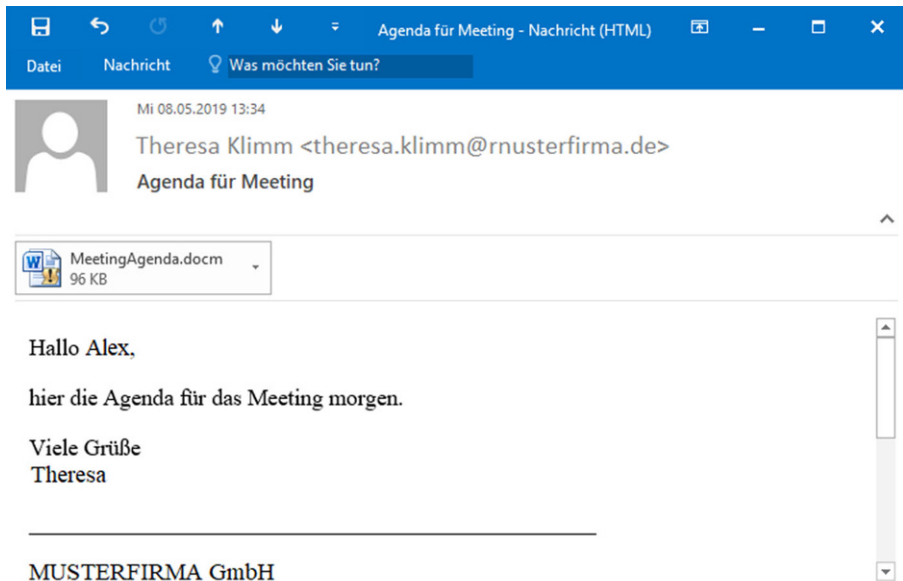 Agenda für Meeting - Nachricht (HTML)
Datei Nachricht Was möchten Sie tun?
Mi 08.05.2019 13:34
Theresa Klimm <theresa.klimm@rnusterfirma.de>
Agenda für Meeting
MeetingAgenda.docm
96 KB
Hallo Alex,
hier die Agenda für das Meeting morgen.
Viele Grüße
Theresa
MUSTERFIRMA GmbH